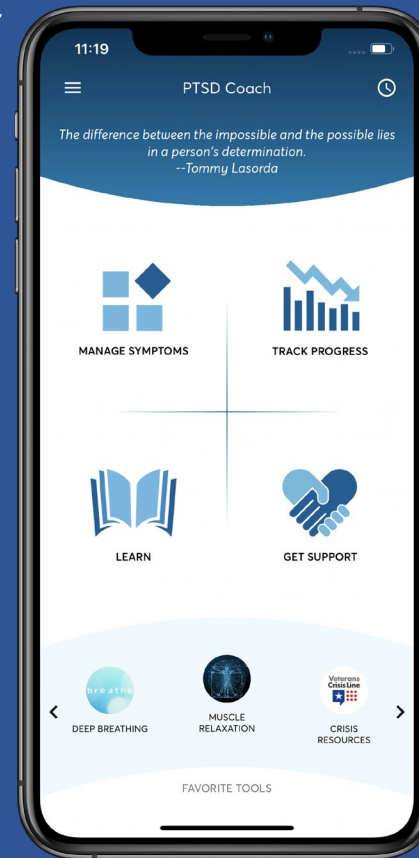 11:19
PTSD Coach
The difference between the impossible and the possible lies
in a person's determination.
--Tommy Lasorda
MANAGE SYMPTOMS
TRACK PROGRESS
LEARN
GET SUPPORT
breathe
Veterans
Crisis Line
DEEP BREATHING
MUSCLE
RELAXATION
CRISIS
RESOURCES
FAVORITE TOOLS